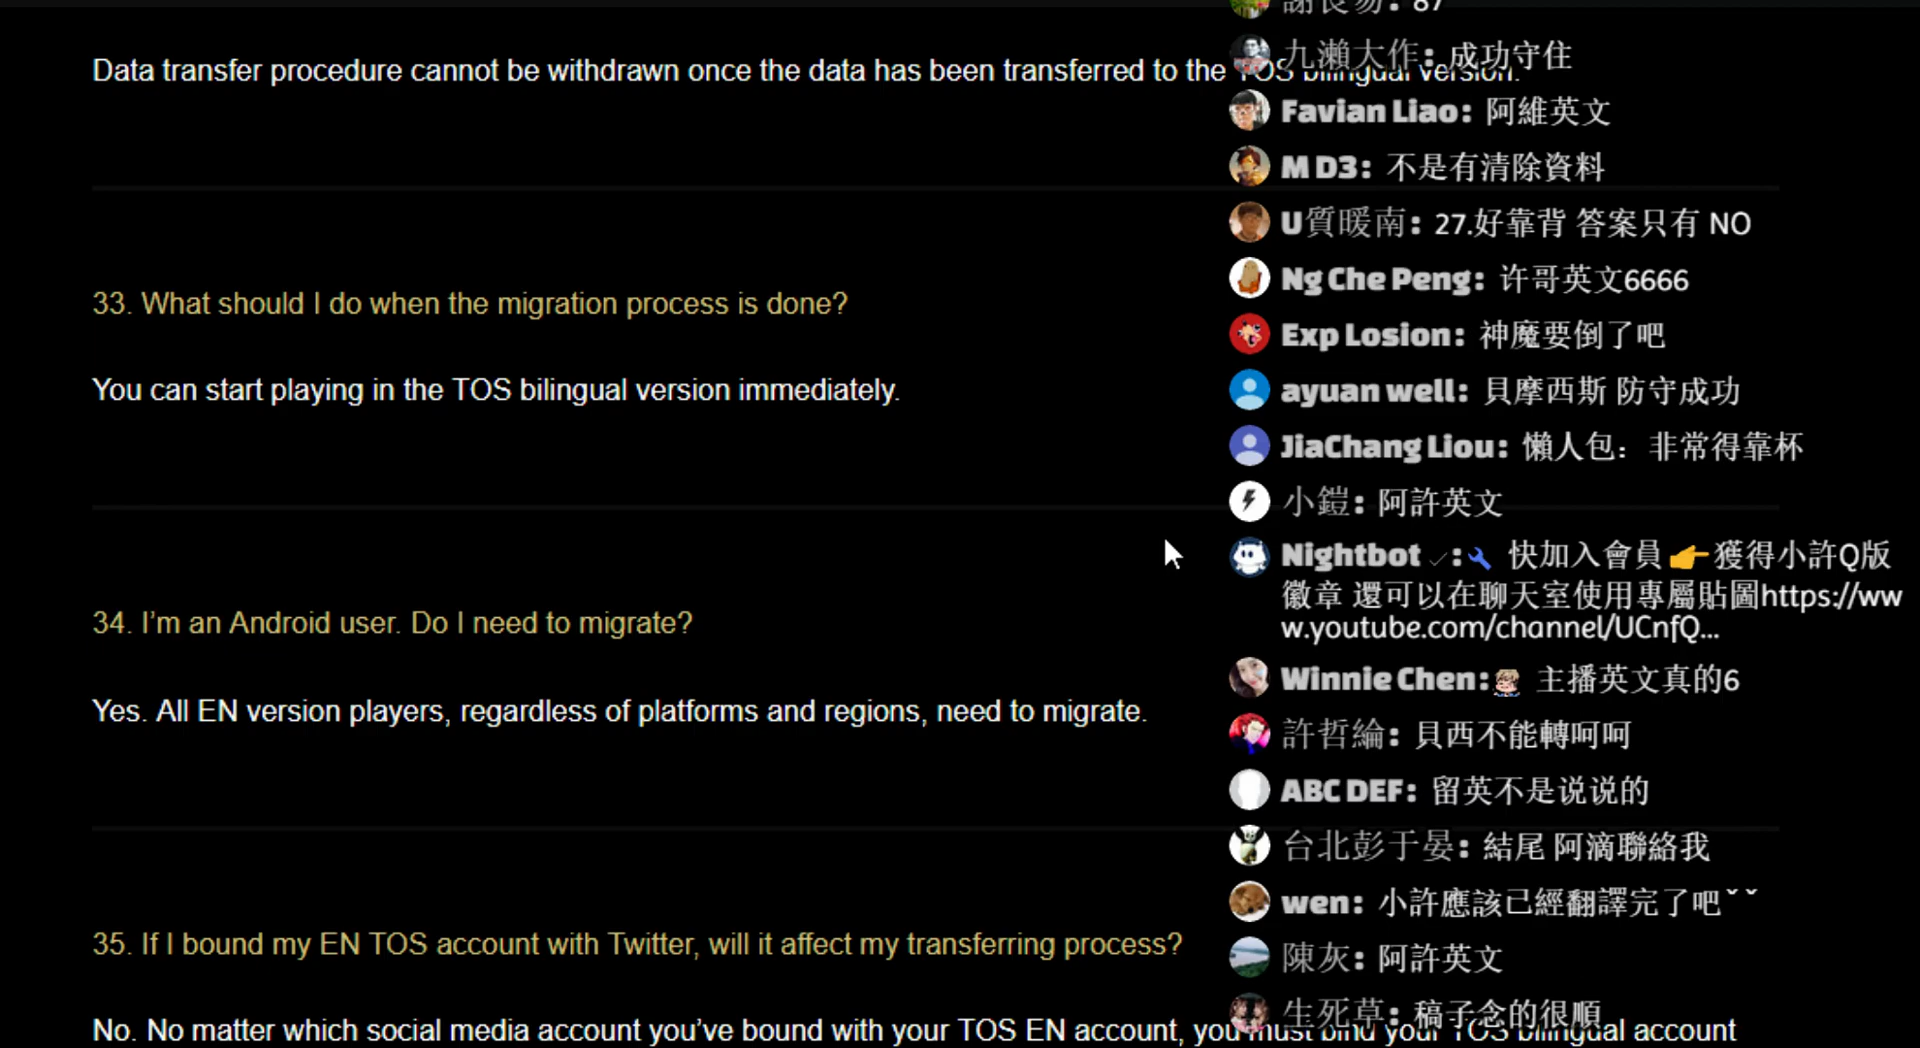 Data transfer procedure cannot be withdrawn once the data has been transferred to the TOS bilingual version.
33. What should I do when the migration process is done?
You can start playing in the TOS bilingual version immediately.
34. I’m an Android user. Do I need to migrate?
Yes. All EN version players, regardless of platforms and regions, need to migrate.
35. If I bound my EN TOS account with Twitter, will it affect my transferring process?
No. No matter which social media account you’ve bound with your TOS EN account, you must bind your TOS bilingual account
謝良易: 87
九瀨大作: 成功守住
Favian Liao: 阿維英文
M D3: 不是有清除資料
U質暖南: 27.好靠背 答案只有 NO
Ng Che Peng: 许哥英文6666
Exp Losion: 神魔要倒了吧
ayuan well: 貝摩西斯 防守成功
JiaChang Liou: 懶人包：非常得靠杯
小鎧: 阿許英文
Nightbot ✓:🔧 快加入會員👉獲得小許Q版
徽章 還可以在聊天室使用專屬貼圖https://ww
w.youtube.com/channel/UCnfQ...
Winnie Chen: 主播英文真的6
許哲綸: 貝西不能轉呵呵
ABC DEF: 留英不是说说的
台北彭于晏: 結尾 阿滴聯絡我
wen: 小許應該已經翻譯完了吧ˇˇ
陳灰: 阿許英文
生死草: 稿子念的很順